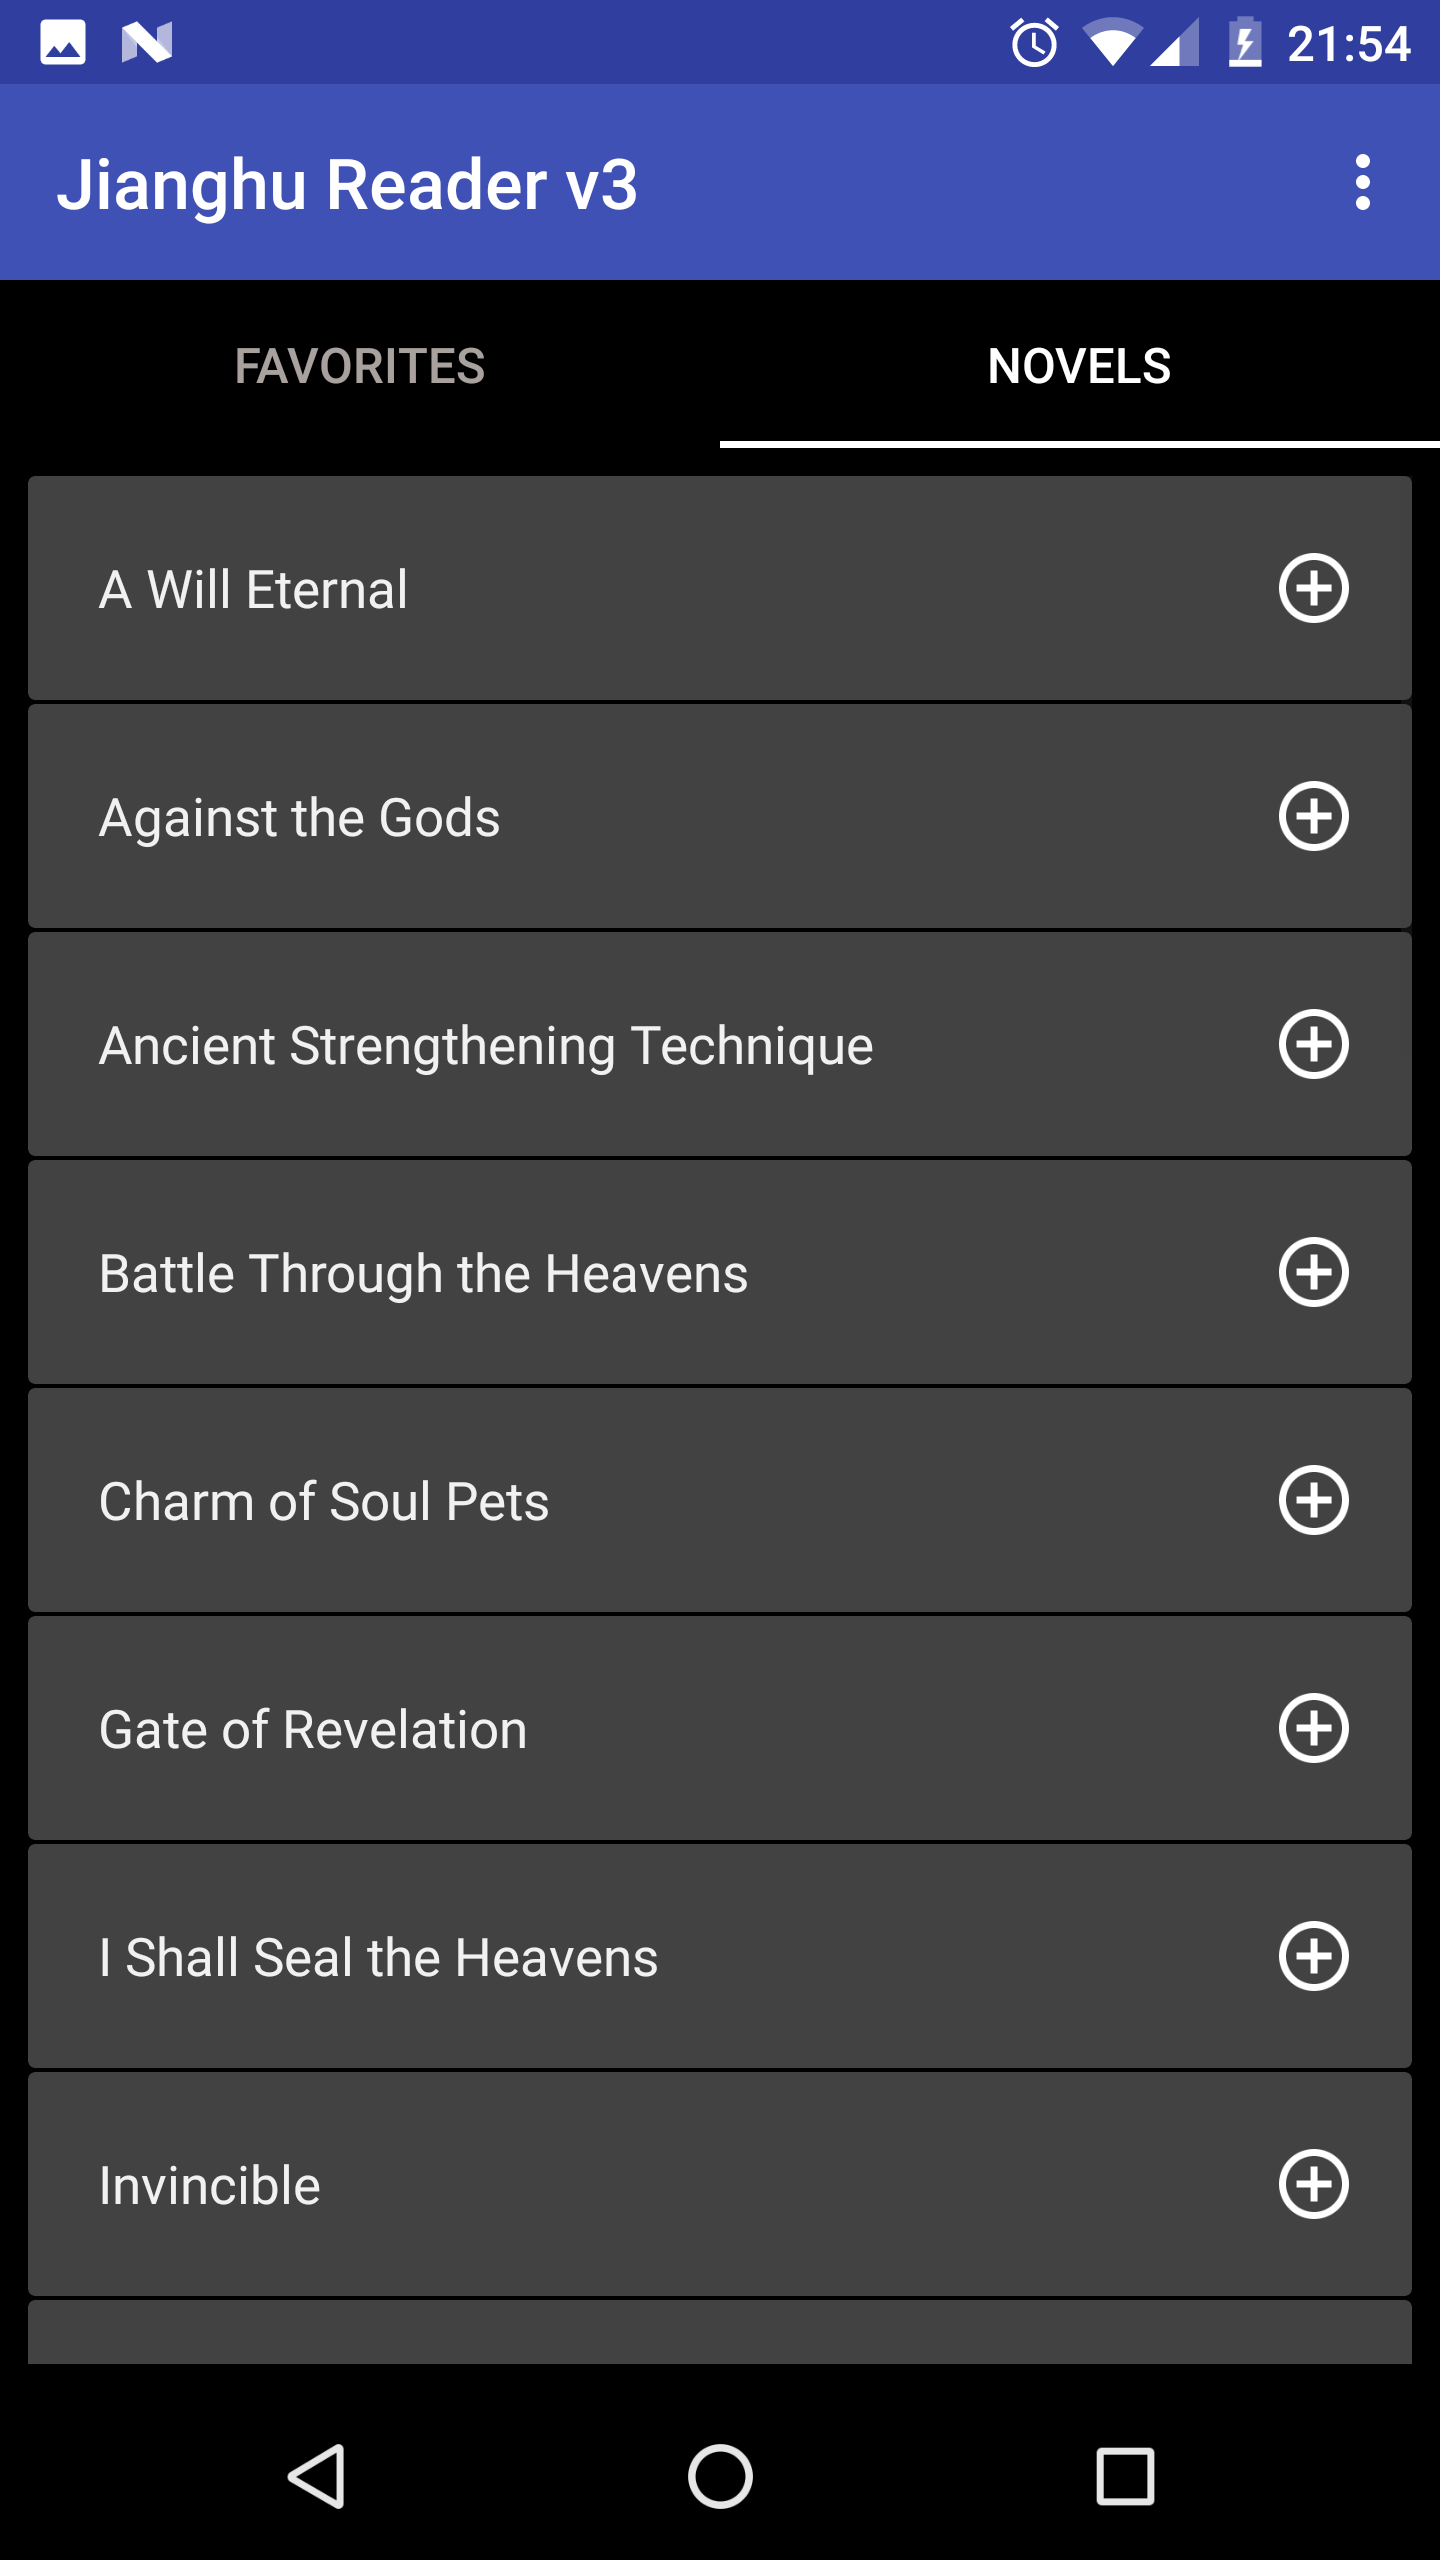 21:54
Jianghu Reader v3
FAVORITES
NOVELS
A Will Eternal
Against the Gods
Ancient Strengthening Technique
Battle Through the Heavens
Charm of Soul Pets
Gate of Revelation
I Shall Seal the Heavens
Invincible